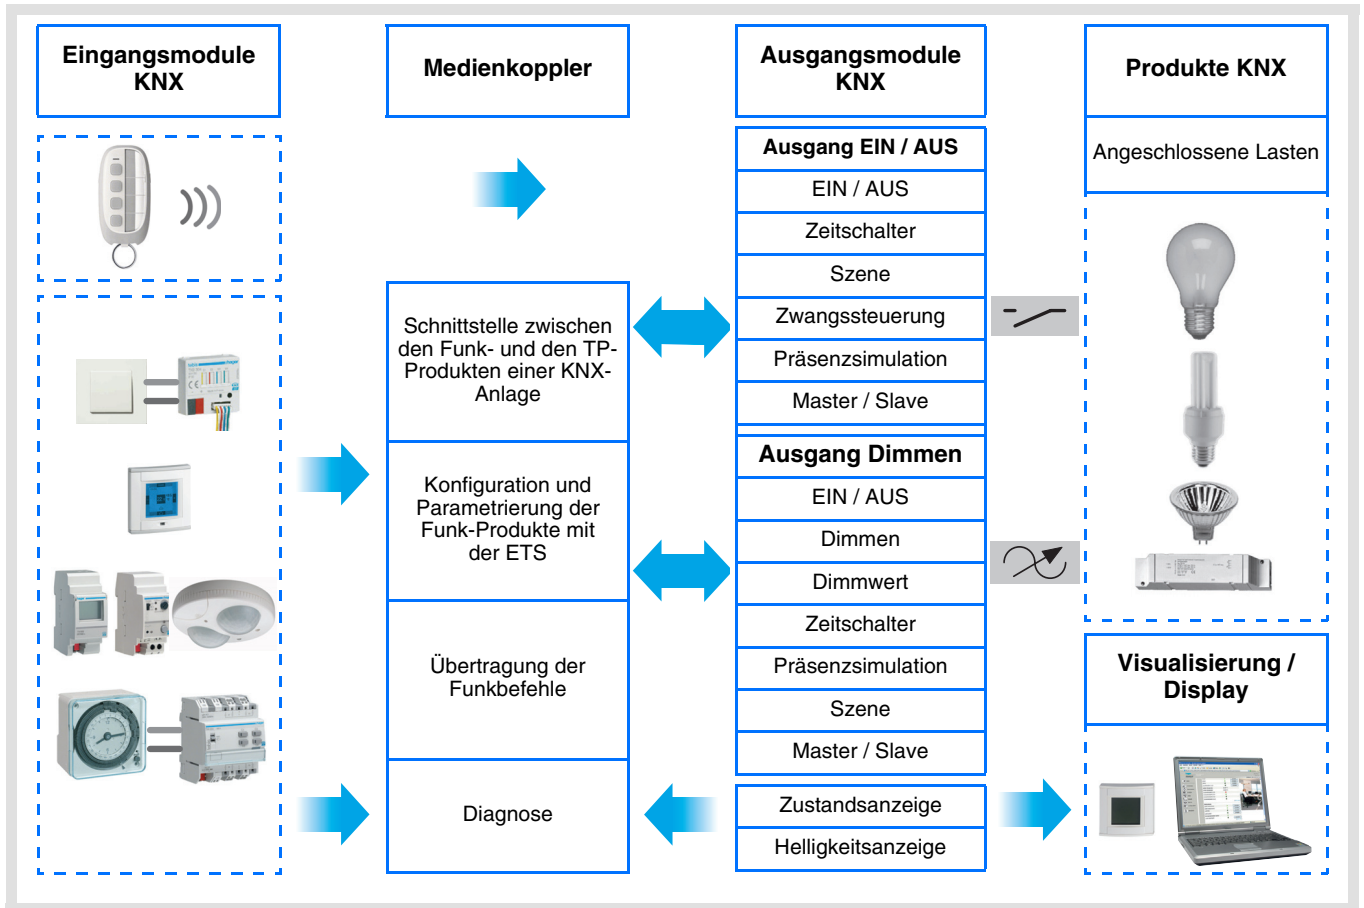 Eingangsmodule
KNX
Medienkoppler
Ausgangsmodule
KNX
Produkte KNX
Ausgang EIN / AUS
EIN / AUS
Zeitschalter
Szene
Zwangssteuerung
Präsenzsimulation
Master / Slave
Angeschlossene Lasten
Schnittstelle zwischen
den Funk- und den TP-
Produkten einer KNX-
Anlage
Konfiguration und
Parametrierung der
Funk-Produkte mit
der ETS
Übertragung der
Funkbefehle
Diagnose
Ausgang Dimmen
EIN / AUS
Dimmen
Dimmwert
Zeitschalter
Präsenzsimulation
Szene
Master / Slave
Zustandsanzeige
Helligkeitsanzeige
Visualisierung /
Display